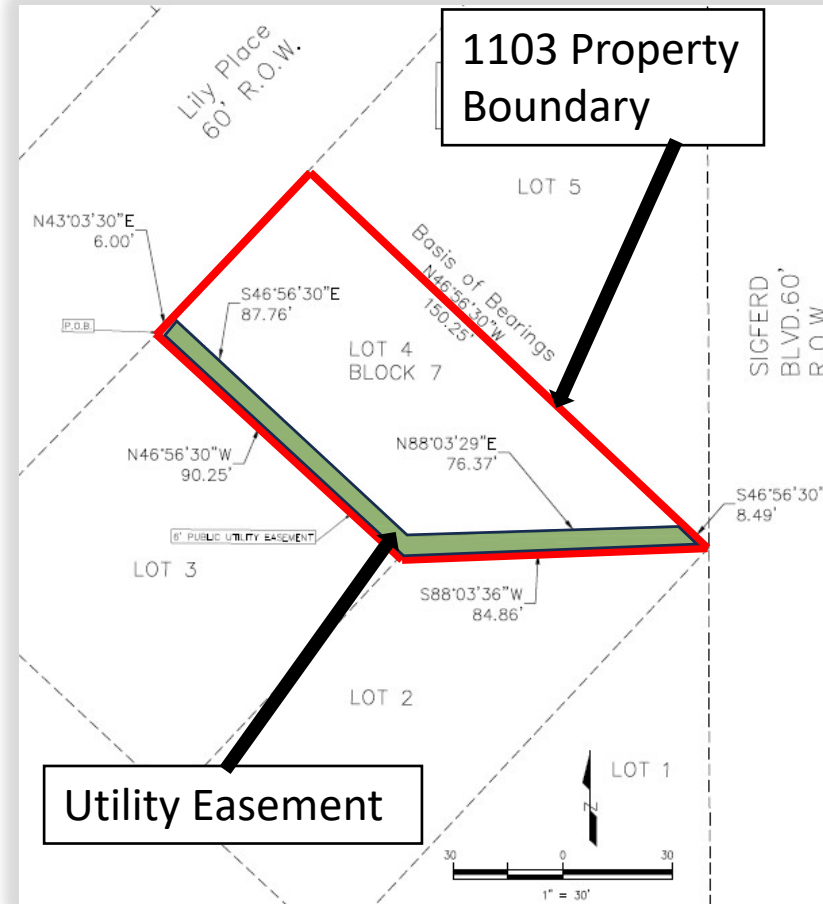 Lily Place
60' R.O.W.
1103 Property
Boundary
LOT 5
N43°03'30"E
6.00'
P.O.B.
S46°56'30"E
87.76'
Basis of Bearings
N46°56'30"W
150.25'
SIGFERD
BLVD.60'
R.O.W
LOT 4
BLOCK 7
N46°56'30"W
90.25'
N88°03'29"E
76.37'
S46°56'30"
8.49'
6' PUBLIC UTILITY EASEMENT
LOT 3
S88°03'36"W
84.86'
LOT 2
LOT 1
Utility Easement
N
30 0 30
1" = 30'